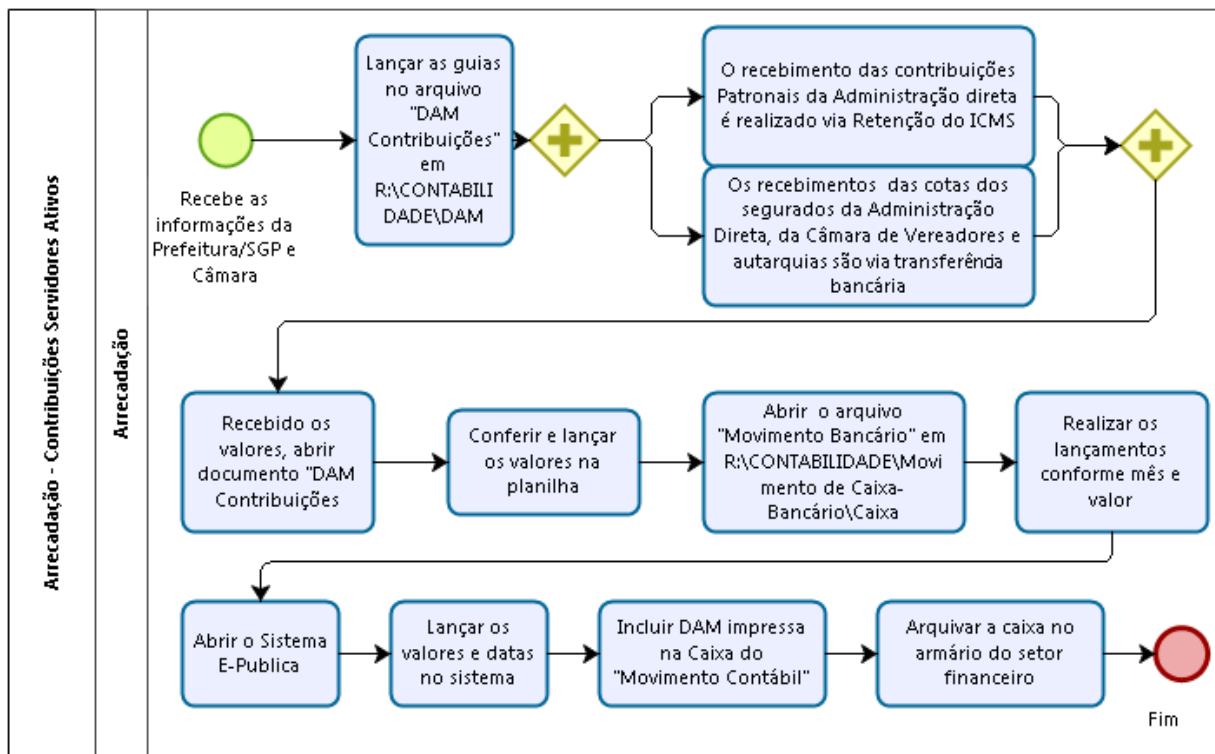 Arrecadação - Contribuições Servidores Ativos
Arrecadação
Recebe as
informações da
Prefeitura/SGP e
Câmara
Lançar as guias
no arquivo
"DAM
Contribuições"
em
R:\CONTABILI
DADE\DAM
O recebimento das contribuições
Patronais da Administração direta
é realizado via Retenção do ICMS
Os recebimentos das cotas dos
segurados da Administração
Direta, da Câmara de Vereadores e
autarquias são via transferência
bancária
Recebido os
valores, abrir
documento "DAM
Contribuições
Conferir e lançar
os valores na
planilha
Abrir o arquivo
"Movimento Bancário" em
R:\CONTABILIDADE\Movi
mento de Caixa-
Bancário\Caixa
Realizar os
lançamentos
conforme mês e
valor
Abrir o Sistema
E-Publica
Lançar os
valores e datas
no sistema
Incluir DAM impressa
na Caixa do
"Movimento Contábil"
Arquivar a caixa no
armário do setor
financeiro
Fim